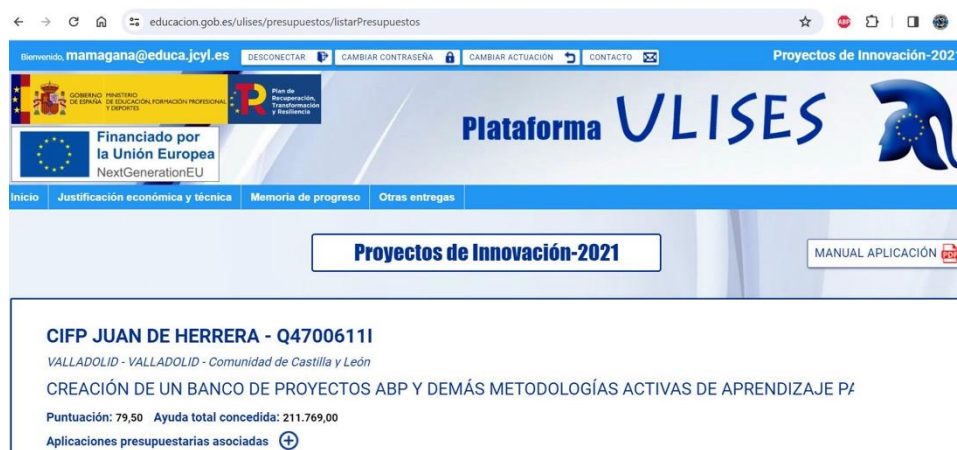 educacion.gob.es/ulises/presupuestos/listarPresupuestos
ABP
Bienvenido, mamagana@educa.jcyl.es DESCONECTAR CAMBIAR CONTRASEÑA CAMBIAR ACTUACIÓN CONTACTO Proyectos de Innovación-2021
GOBIERNO DE ESPAÑA
MINISTERIO DE EDUCACIÓN, FORMACIÓN PROFESIONAL Y DEPORTES
Plan de
Recuperación,
Transformación
y Resiliencia
Financiado por
la Unión Europea
NextGenerationEU
Plataforma ULISES
Inicio Justificación económica y técnica Memoria de progreso Otras entregas
Proyectos de Innovación-2021
MANUAL APLICACIÓN PDF
CIFP JUAN DE HERRERA - Q4700611I
VALLADOLID - VALLADOLID - Comunidad de Castilla y León
CREACIÓN DE UN BANCO DE PROYECTOS ABP Y DEMÁS METODOLOGÍAS ACTIVAS DE APRENDIZAJE PA
Puntuación: 79,50 Ayuda total concedida: 211.769,00
Aplicaciones presupuestarias asociadas